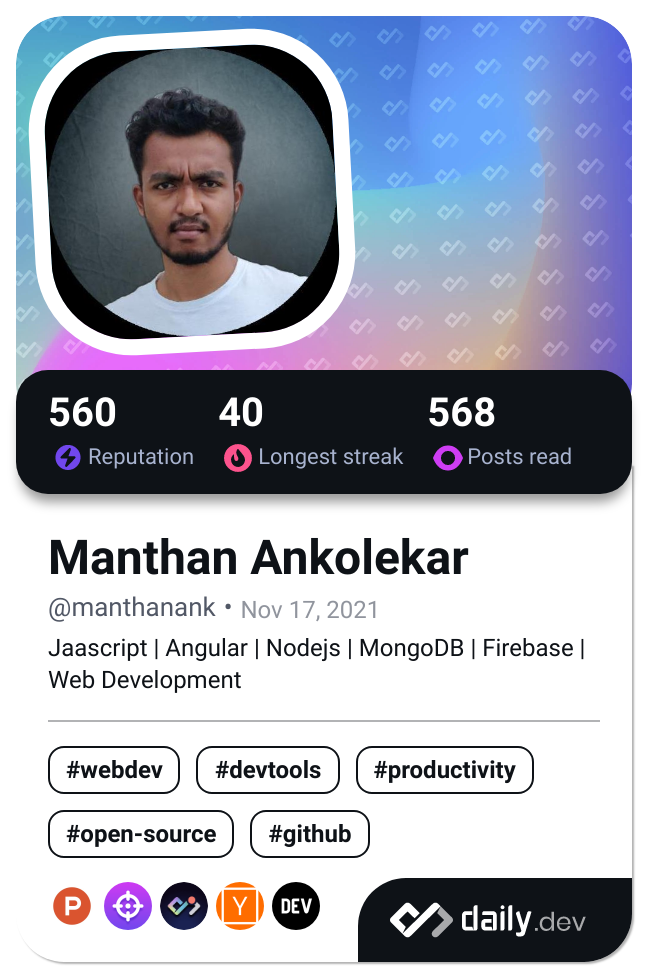 560 40 568
Reputation Longest streak Posts read
Manthan Ankolekar
@manthanank • Nov 17, 2021
Jaascript | Angular | Nodejs | MongoDB | Firebase |
Web Development
#webdev #devtools #productivity
#open-source #github
P Y DEV
daily.dev